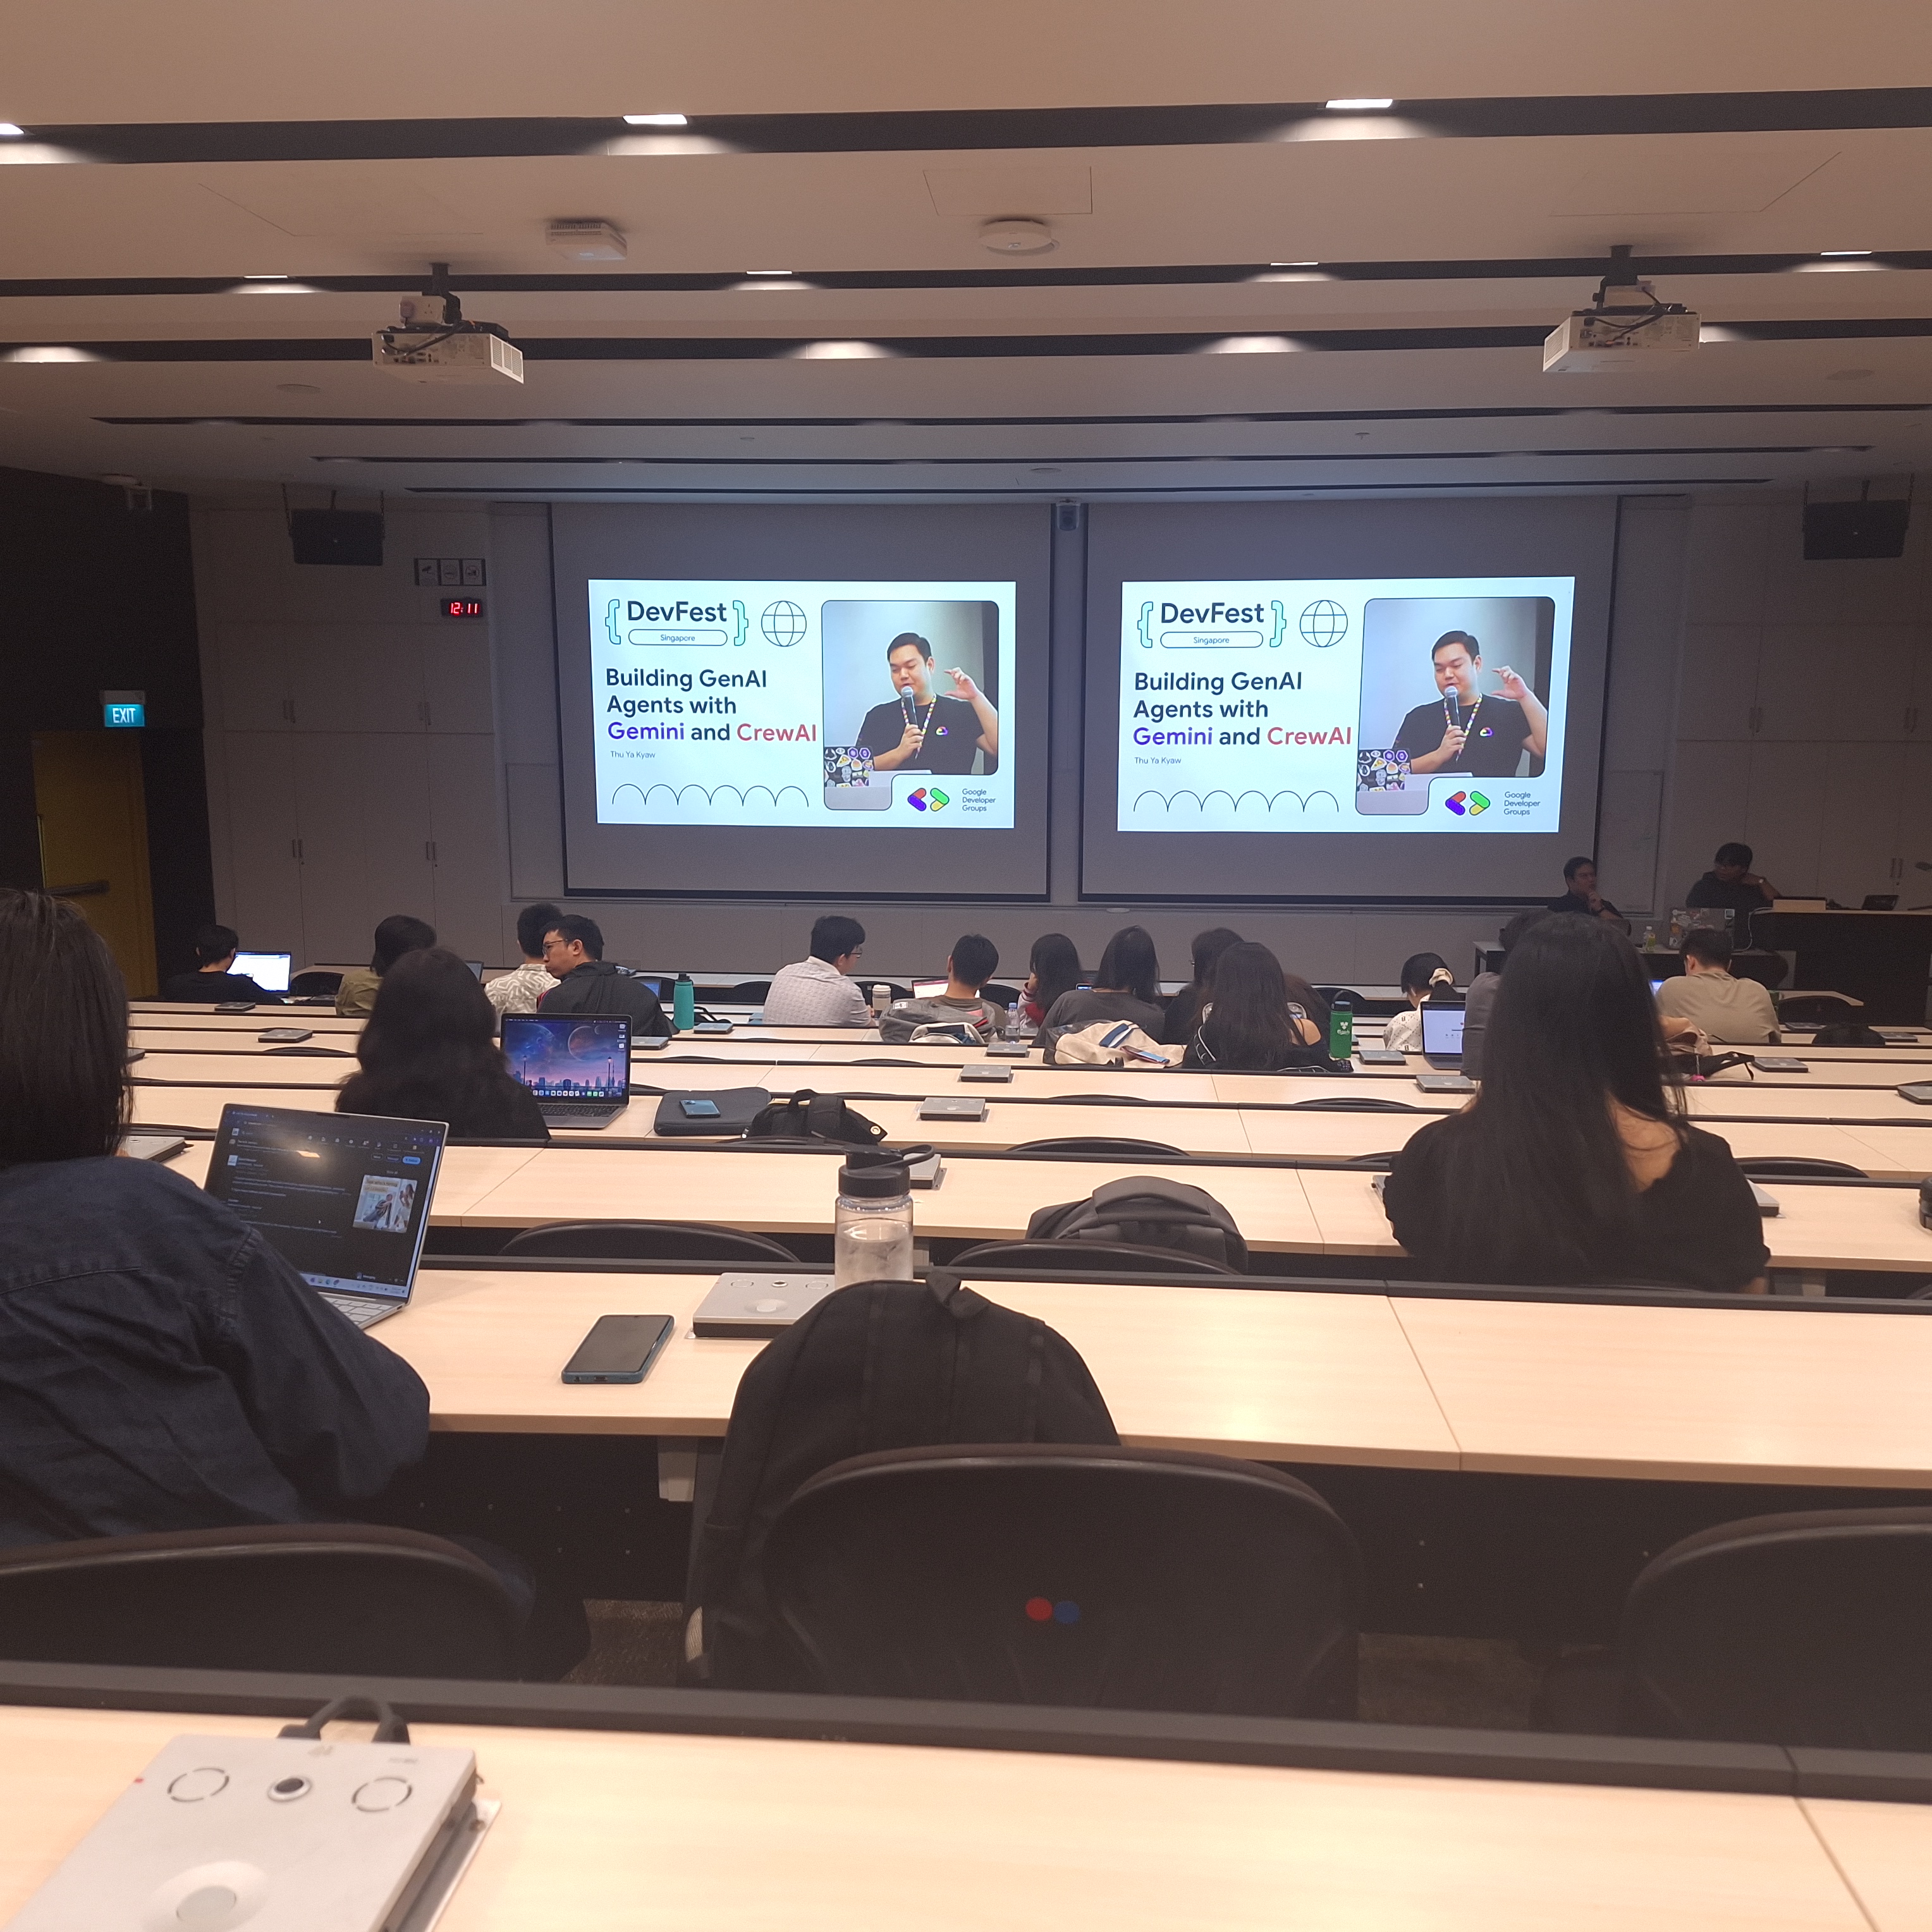 12:11
EXIT
DevFest
Singapore
Building GenAI
Agents with
Gemini and CrewAI
Thu Ya Kyaw
Google
Developer
Groups
DevFest
Singapore
Building GenAI
Agents with
Gemini and CrewAI
Thu Ya Kyaw
Google
Developer
Groups